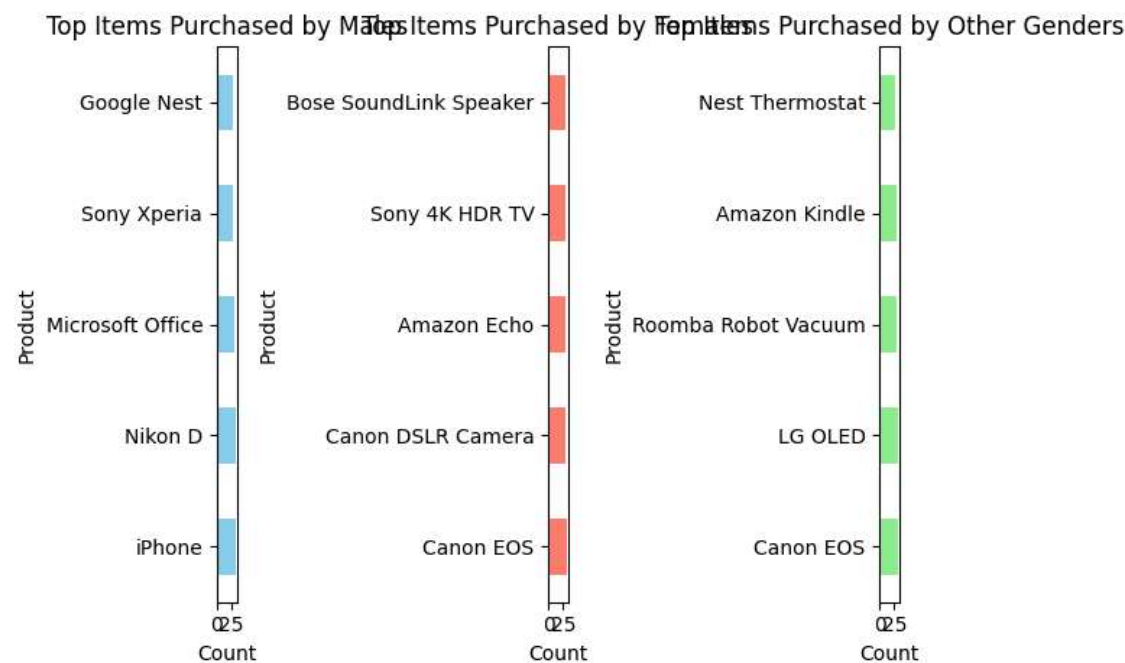 Top Items Purchased by Males
Google Nest
Sony Xperia
Microsoft Office
Nikon D
iPhone
Product
0
25
Count
Top Items Purchased by Females
Bose SoundLink Speaker
Sony 4K HDR TV
Amazon Echo
Canon DSLR Camera
Canon EOS
Product
0
25
Count
Top Items Purchased by Other Genders
Nest Thermostat
Amazon Kindle
Roomba Robot Vacuum
LG OLED
Canon EOS
Product
0
25
Count